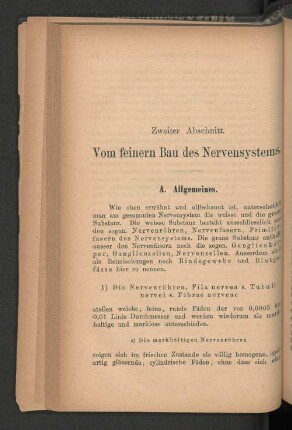 Zweiter Abschnitt.
Vom feinern Bau des Nervensystems.
A. Allgemeines.
Wie eben erwähnt und allbekannt ist, unterscheidet
man am gesammten Nervensystem die weisse und die graue
Substanz. Die weisse Substanz besteht ausschliesslich aus
den sogen. Nervenröhren, Nervenfasern, Primitiv-
fasern des Nervensystems. Die graue Substanz enthält
ausser den Nervenfasern noch die sogen. Ganglienkör-
per, Ganglienzellen, Nervenzellen. Ausserdem sind
als Beimischungen noch Bindegewebe und Blutge-
fässe hier zu nennen.
1) Die Nervenröhren, Fila nervea s. Tubuli
nervei s. Fibrae nerveae
stellen weiche, feine, runde Fäden dar von 0,0005 bis
0,01 Linie Durchmesser und werden wiederum als mark-
haltige und marklose unterschieden.
a) Die markhaltigen Nervenröhren
zeigen sich im frischen Zustande als völlig homogene,
artig glänzende, cylindrische Fäden, ohne dass sich